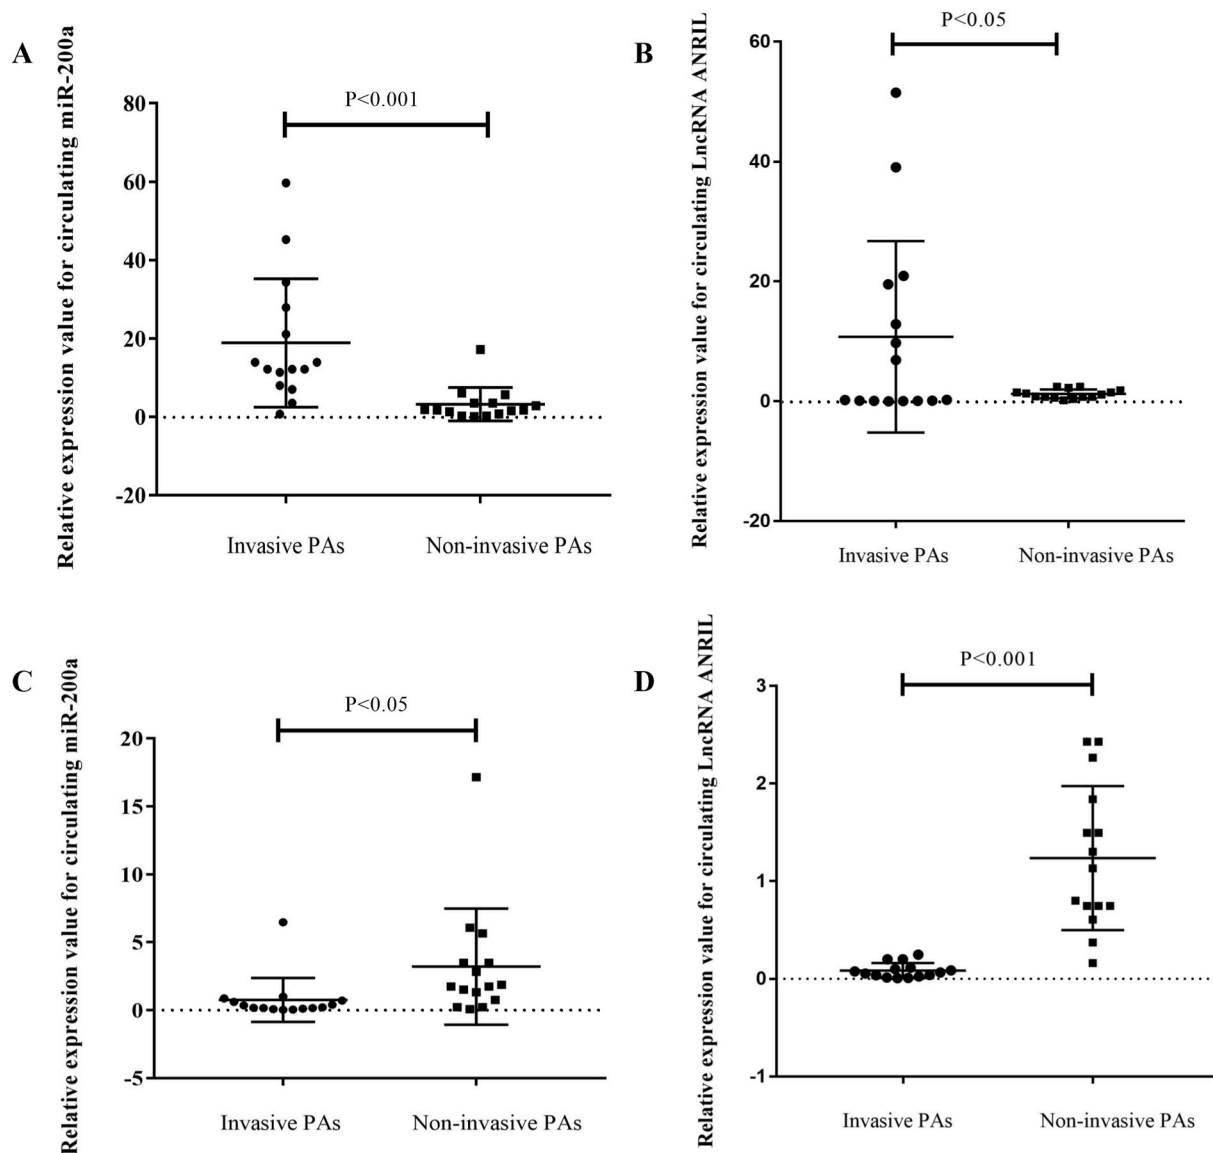 A
Relative expression value for circulating miR-200a
P<0.001
80
60
40
20
0
-20
Invasive PAs
Non-invasive PAs
B
Relative expression value for circulating LncRNA ANRIL
P<0.05
60
40
20
0
-20
Invasive PAs
Non-invasive PAs
C
Relative expression value for circulating miR-200a
P<0.05
20
15
10
5
0
-5
Invasive PAs
Non-invasive PAs
D
Relative expression value for circulating LncRNA ANRIL
P<0.001
3
2
1
0
-1
Invasive PAs
Non-invasive PAs